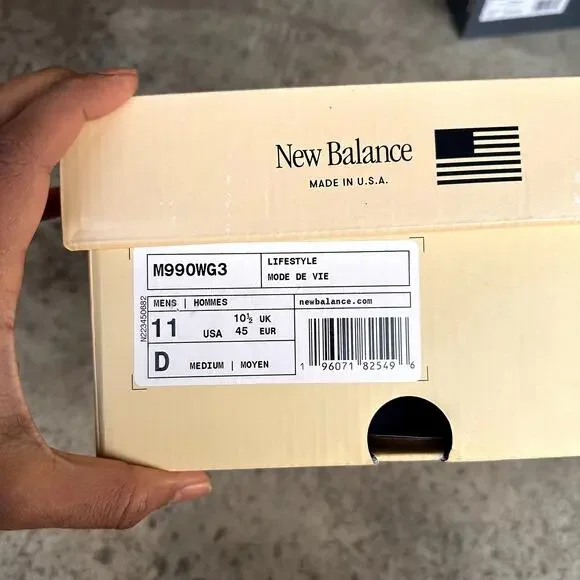 New Balance
MADE IN U.S.A.
M990WG3
LIFESTYLE
MODE DE VIE
MENS | HOMMES
newbalance.com
11 USA
10½ UK
45 EUR
D MEDIUM | MOYEN
1 96071 82549 6
N223450682